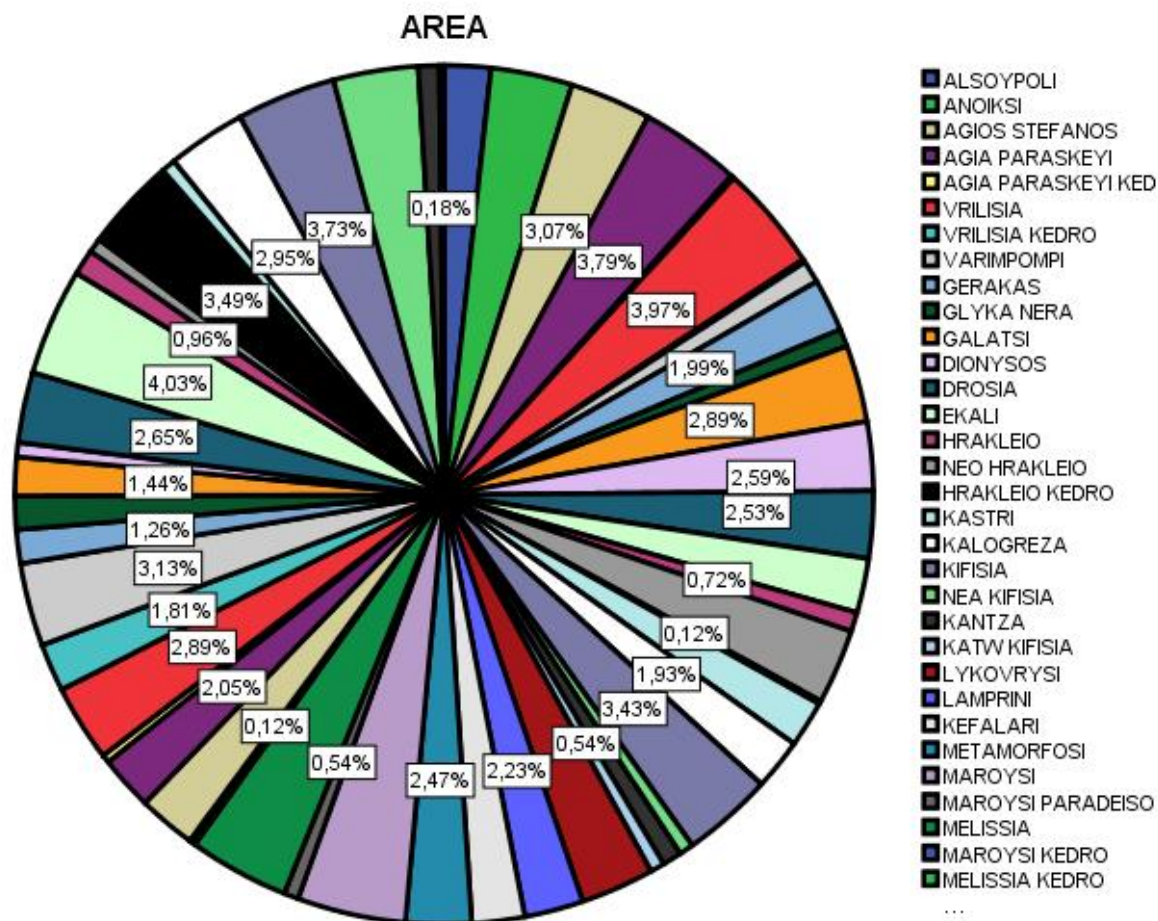 AREA
0,18%
3,07%
3,79%
3,97%
1,99%
2,89%
2,59%
2,53%
0,72%
0,12%
1,93%
3,43%
0,54%
2,23%
2,47%
0,54%
0,12%
2,05%
2,89%
1,81%
3,13%
1,26%
1,44%
2,65%
4,03%
0,96%
3,49%
2,95%
3,73%
ALSOYPOLI
ANOIKSI
AGIOS STEFANOS
AGIA PARASKEYI
AGIA PARASKEYI KED
VRILISIA
VRILISIA KEDRO
VARIMPOMPI
GERAKAS
GLYKA NERA
GALATSI
DIONYSOS
DROSIA
EKALI
HRAKLEIO
NEO HRAKLEIO
HRAKLEIO KEDRO
KASTRI
KALOGREZA
KIFISIA
NEA KIFISIA
KANTZA
KATW KIFISIA
LYKOVRYSI
LAMPRINI
KEFALARI
METAMORFOSI
MAROYSI
MAROYSI PARADEISO
MELISSIA
MAROYSI KEDRO
MELISSIA KEDRO
...